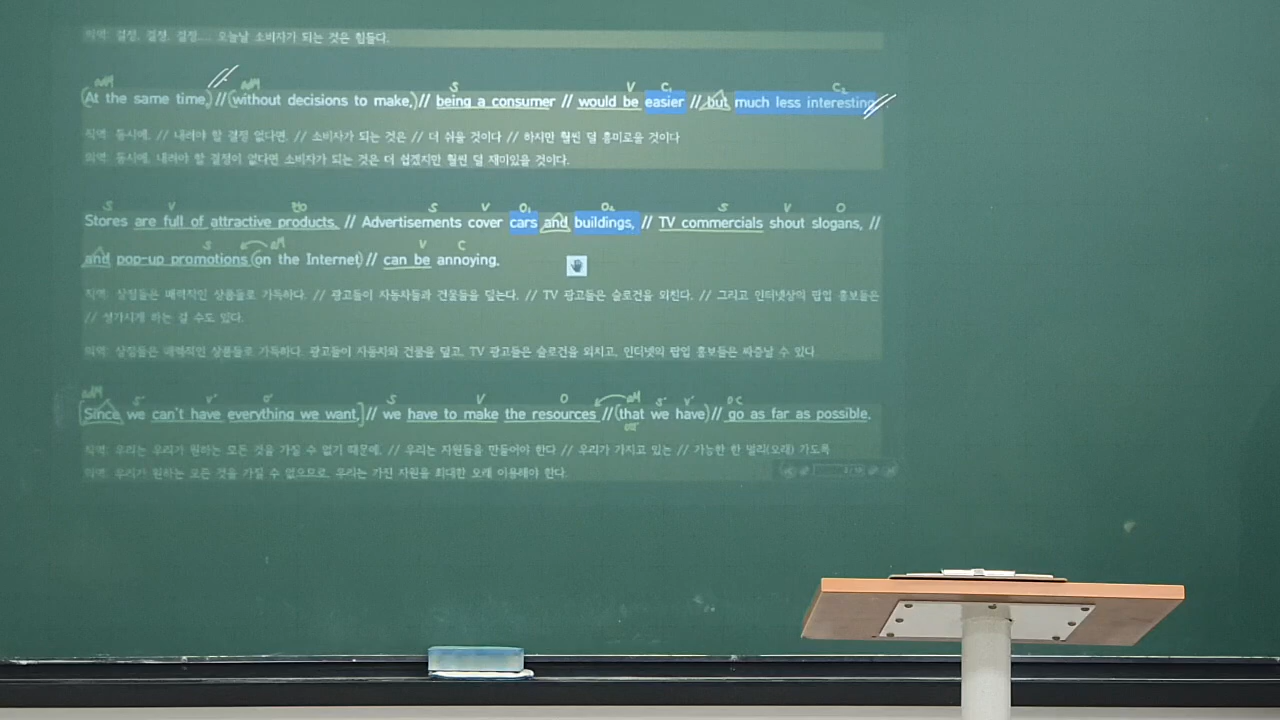 의역: 결정, 결정, 결정.... 오늘날 소비자가 되는 것은 힘들다.
(At the same time,) // (without decisions to make,) // being a consumer // would be easier // but much less interesting.
직역: 동시에, // 내려야 할 결정 없다면, // 소비자가 되는 것은 // 더 쉬울 것이다 // 하지만 훨씬 덜 흥미로울 것이다
의역: 동시에, 내려야 할 결정이 없다면 소비자가 되는 것은 더 쉽겠지만 훨씬 덜 재미있을 것이다.
S V S V O₁ O₂ S V O
Stores are full of attractive products, // Advertisements cover cars and buildings, // TV commercials shout slogans, //
S V C
and pop-up promotions (on the Internet) // can be annoying.
직역: 상점들은 매력적인 상품들로 가득하다. // 광고들이 자동차들과 건물들을 덮는다. // TV 광고들은 슬로건을 외친다. // 그리고 인터넷상의 팝업 홍보들은
// 성가시게 하는 걸 수도 있다.
의역: 상점들은 매력적인 상품들로 가득하다. 광고들이 자동차와 건물을 덮고, TV 광고들은 슬로건을 외치고, 인터넷의 팝업 홍보들은 짜증날 수 있다.
S' V' O' S V O S' V' OC
[Since we can't have everything we want,] // we have to make the resources // (that we have) // go as far as possible.
직역: 우리는 우리가 원하는 모든 것을 가질 수 없기 때문에, // 우리는 자원들을 만들어야 한다 // 우리가 가지고 있는 // 가능한 한 멀리(오래) 가도록
의역: 우리가 원하는 모든 것을 가질 수 없으므로, 우리는 가진 자원을 최대한 오래 이용해야 한다.